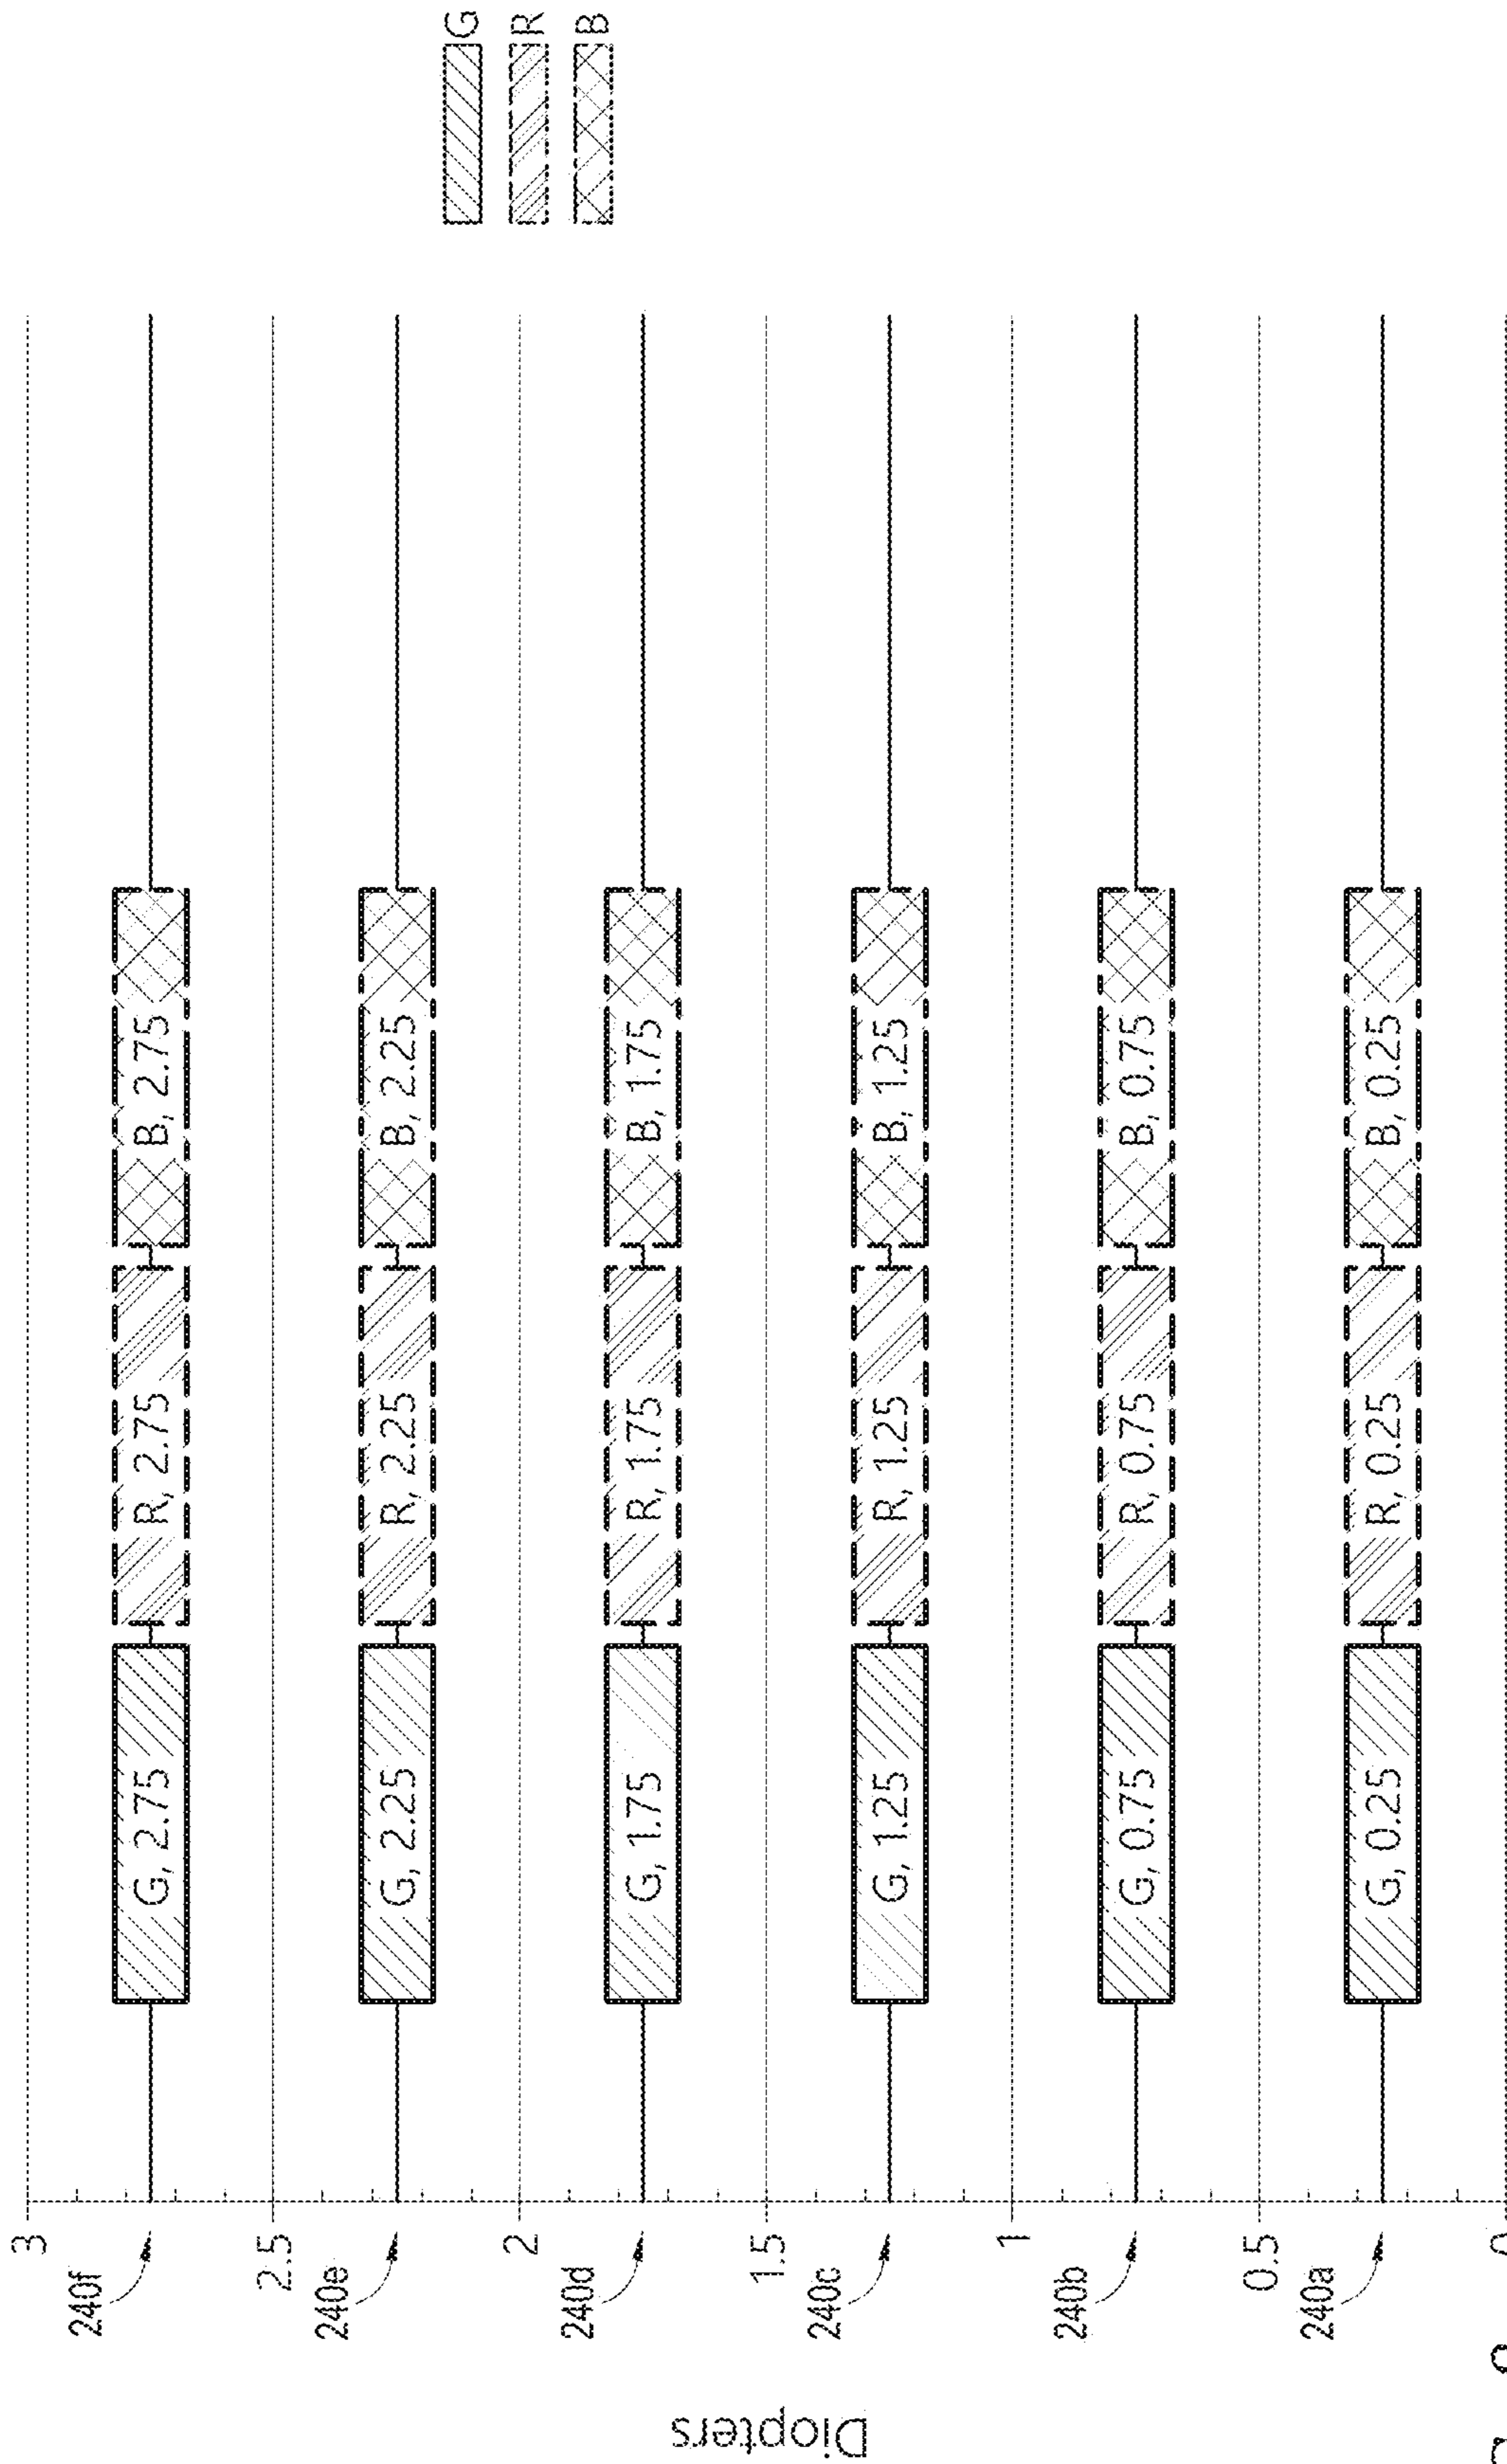 3
240f
G, 2.75 R, 2.75 B, 2.75
2.5
240e
G, 2.25 R, 2.25 B, 2.25
2
240d
G, 1.75 R, 1.75 B, 1.75
1.5
240c
G, 1.25 R, 1.25 B, 1.25
1
240b
G, 0.75 R, 0.75 B, 0.75
0.5
240a
G, 0.25 R, 0.25 B, 0.25
Diopters
G
R
B